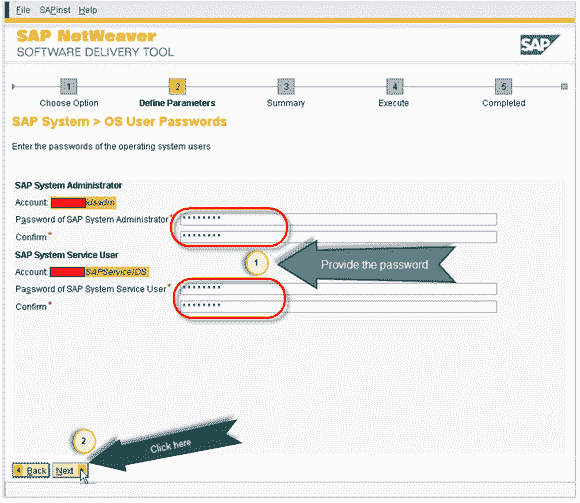 File SAPinst Help
SAP NetWeaver
SOFTWARE DELIVERY TOOL
SAP
1 2 3 4 5
Choose Option Define Parameters Summary Execute Completed
SAP System > OS User Passwords
Enter the passwords of the operating system users
SAP System Administrator
Account: idsadm
Password of SAP System Administrator * ********
Confirm * ********
SAP System Service User
1
Provide the password
Account: SAPServiceIDS
Password of SAP System Service User * ********
Confirm * ********
2
Click here
Back Next